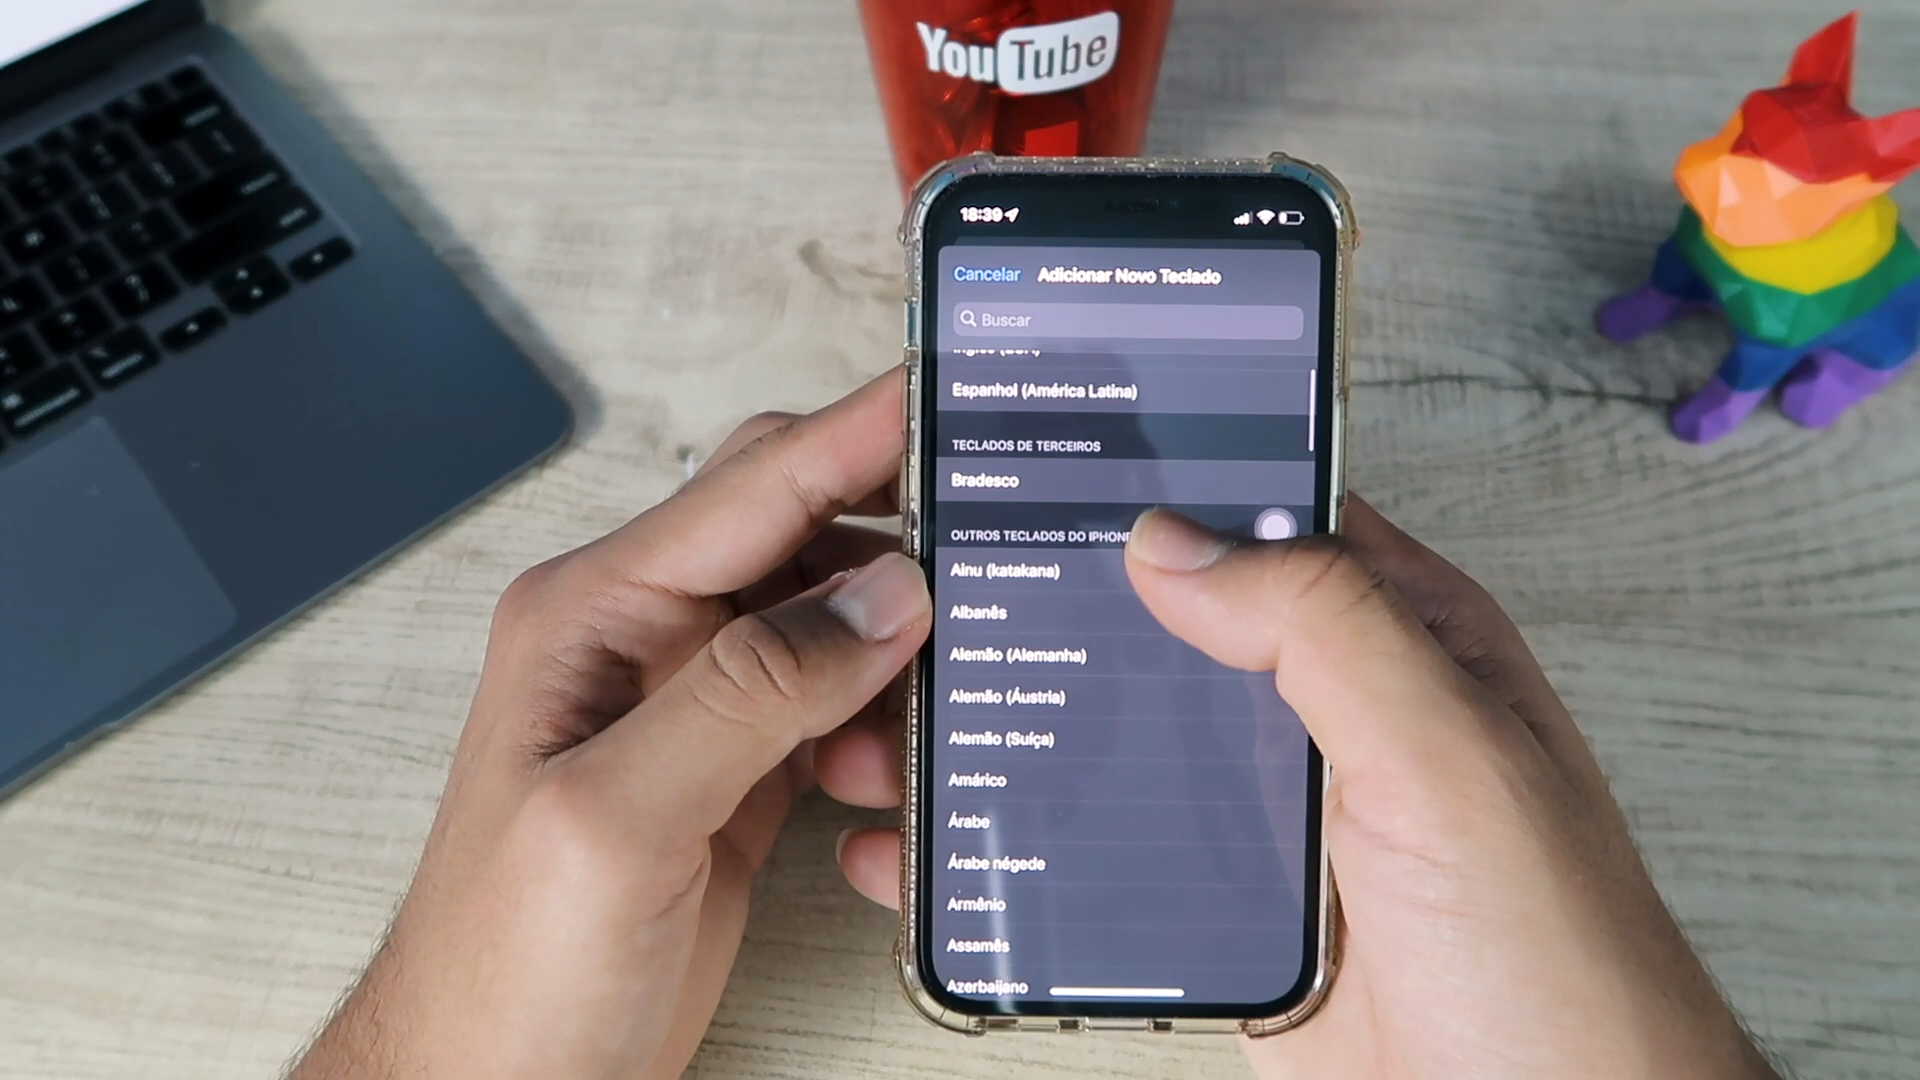 YouTube
18:39
Cancelar Adicionar Novo Teclado
Buscar
Espanhol (América Latina)
TECLADOS DE TERCEIROS
Bradesco
OUTROS TECLADOS DO IPHONE
Ainu (katakana)
Albanês
Alemão (Alemanha)
Alemão (Áustria)
Alemão (Suíça)
Amárico
Árabe
Árabe négede
Armênio
Assamês
Azerbaijano